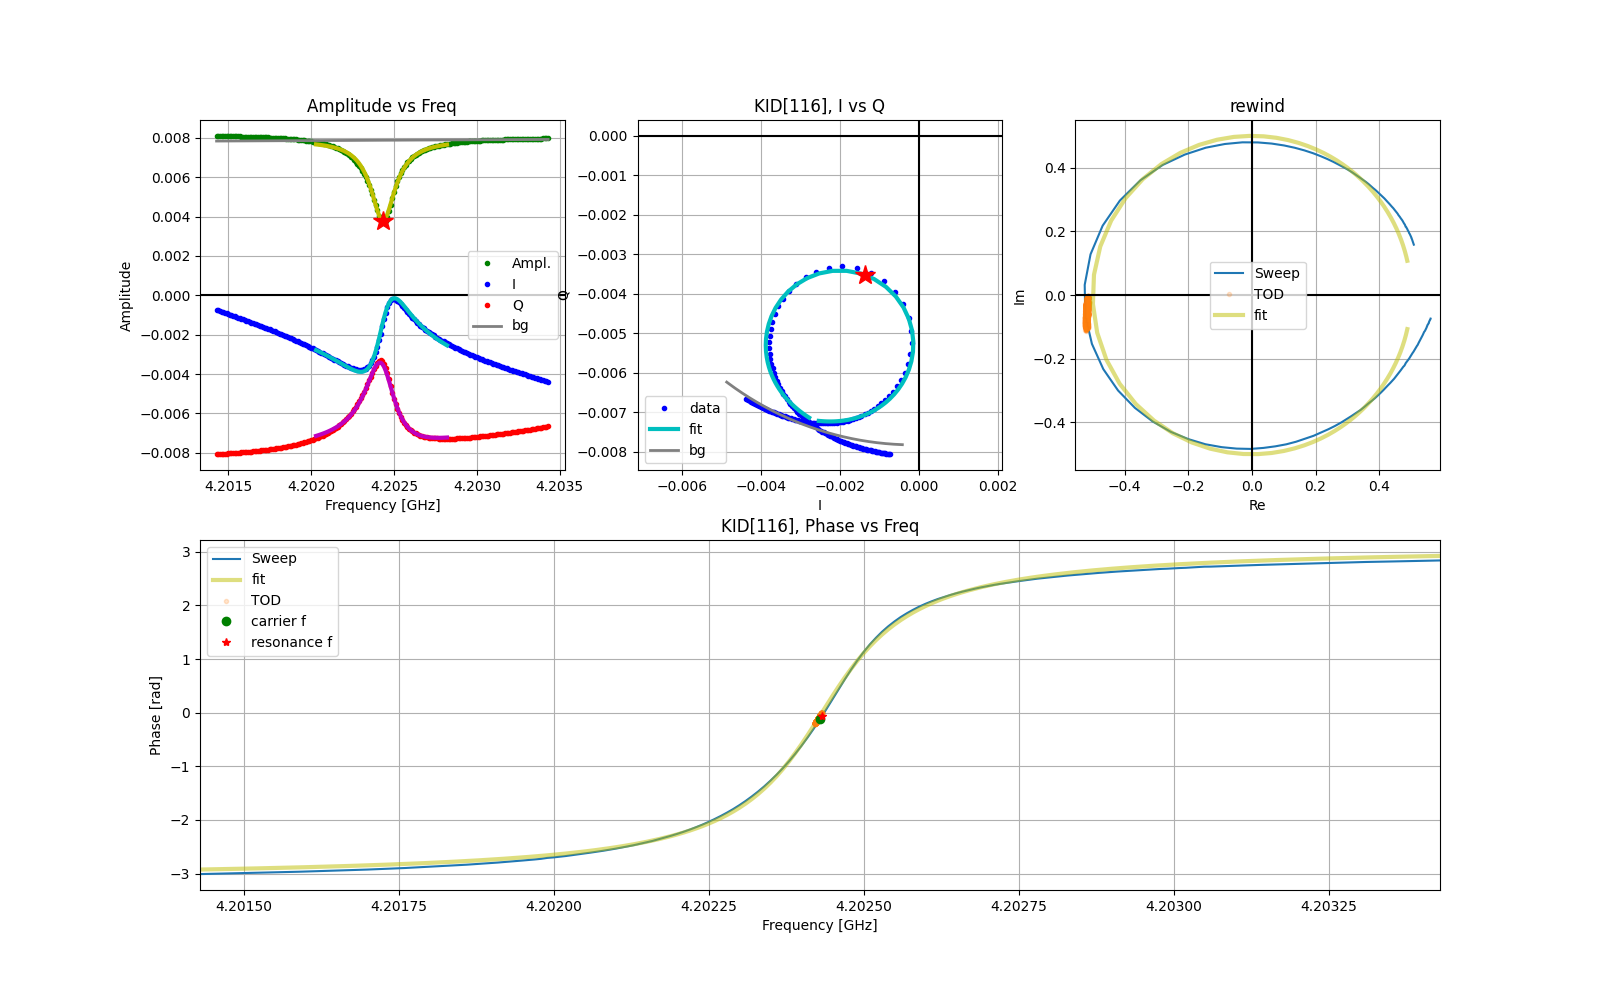 Amplitude vs Freq
0.008
0.006
0.004
0.002
0.000
−0.002
−0.004
−0.006
−0.008
Amplitude
Ampl.
I
Q
bg
4.2015 4.2020 4.2025 4.2030 4.2035
Frequency [GHz]
KID[116], I vs Q
0.000
−0.001
−0.002
−0.003
−0.004
−0.005
−0.006
−0.007
−0.008
Q
data
fit
bg
−0.006 −0.004 −0.002 0.000 0.002
I
rewind
0.4
0.2
0.0
−0.2
−0.4
Im
Sweep
TOD
fit
−0.4 −0.2 0.0 0.2 0.4
Re
KID[116], Phase vs Freq
3
2
1
0
−1
−2
−3
Phase [rad]
Sweep
fit
TOD
carrier f
resonance f
4.20150 4.20175 4.20200 4.20225 4.20250 4.20275 4.20300 4.20325
Frequency [GHz]